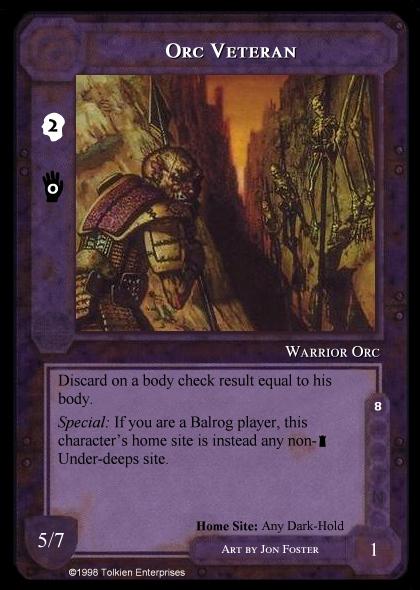 Orc Veteran
2
0
Warrior Orc
Discard on a body check result equal to his
body.
Special: If you are a Balrog player, this
character's home site is instead any non-
Under-deeps site.
8
Home Site: Any Dark-Hold
5/7
Art by Jon Foster
1
©1998 Tolkien Enterprises